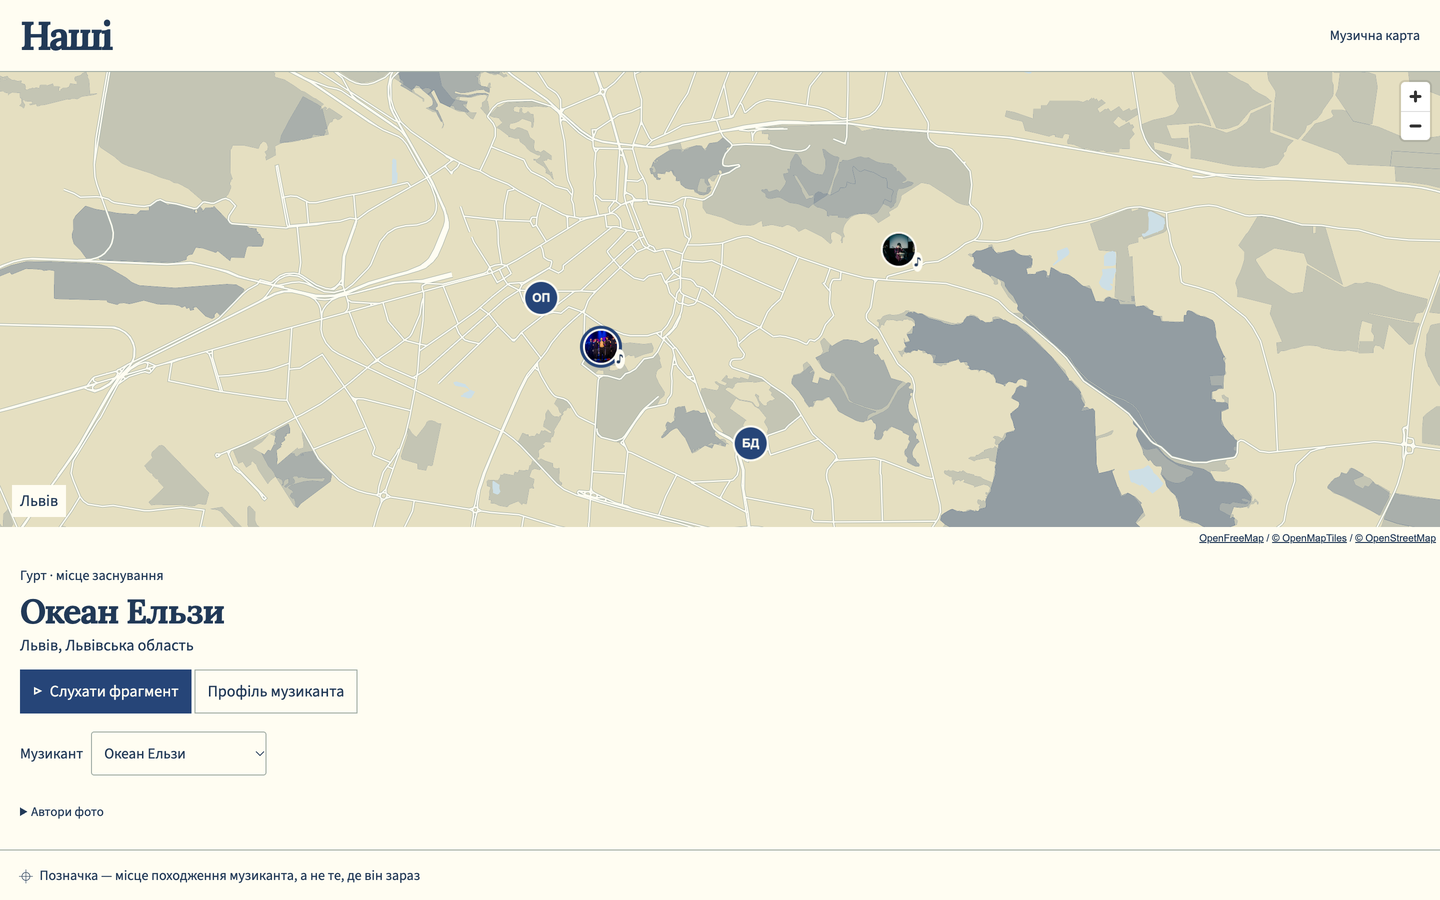 Наші
Музична карта
+
−
ОП
БД
Львів
OpenFreeMap / © OpenMapTiles / © OpenStreetMap
Гурт · місце заснування
Океан Ельзи
Львів, Львівська область
Слухати фрагмент
Профіль музиканта
Музикант
Океан Ельзи
Автори фото
Позначка — місце походження музиканта, а не те, де він зараз